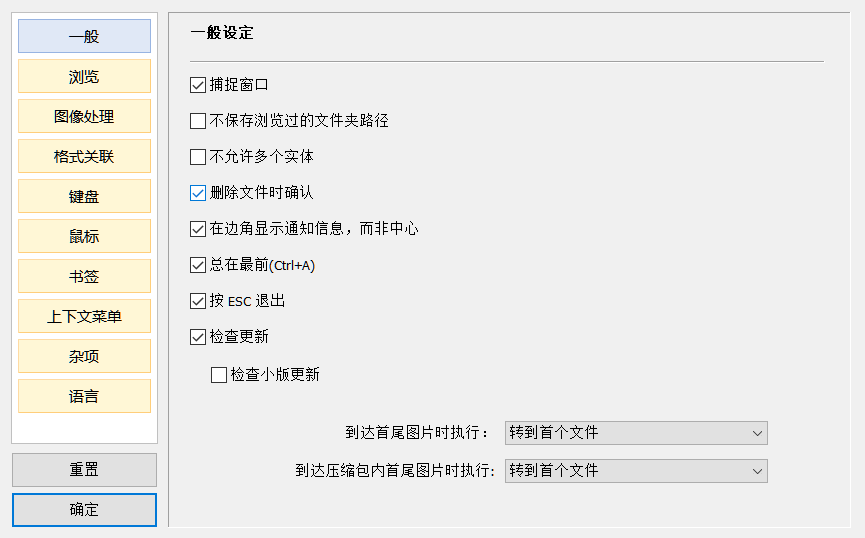 一般
浏览
图像处理
格式关联
键盘
鼠标
书签
上下文菜单
杂项
语言
重置
确定
一般设定
捕捉窗口
不保存浏览过的文件夹路径
不允许多个实体
删除文件时确认
在边角显示通知信息，而非中心
总在最前(Ctrl+A)
按 ESC 退出
检查更新
检查小版更新
到达首尾图片时执行： 转到首个文件
到达压缩包内首尾图片时执行: 转到首个文件